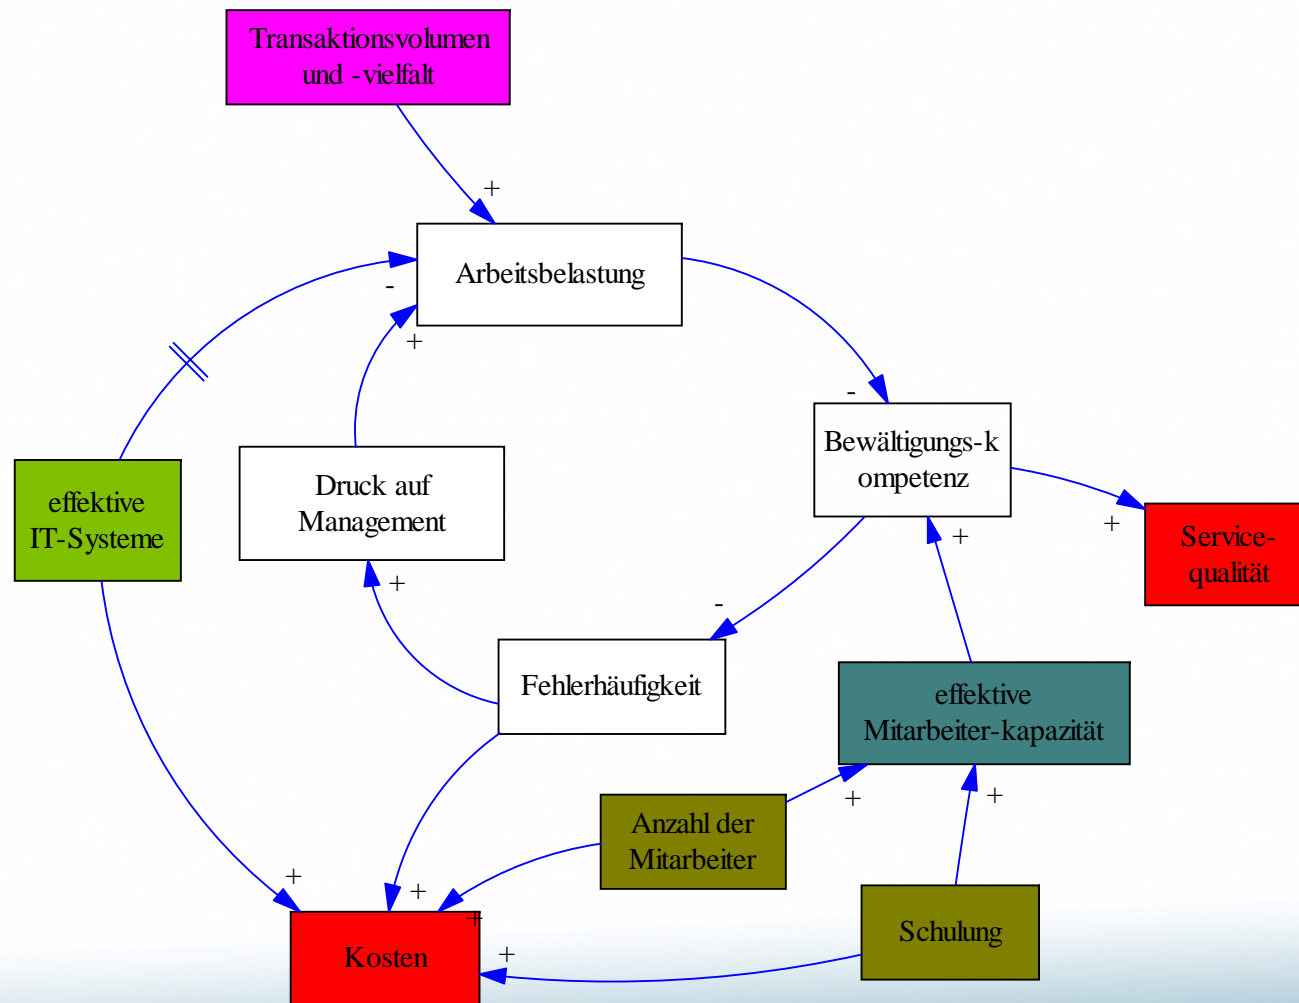 Transaktionsvolumen
und -vielfalt
+
Arbeitsbelastung
-
+
-
Bewältigungs-k
ompetenz
Druck auf
Management
effektive
IT-Systeme
+
Service-
qualität
+
+
-
Fehlerhäufigkeit
effektive
Mitarbeiter-kapazität
+
+
Anzahl der
Mitarbeiter
+
+
+
Schulung
+
Kosten